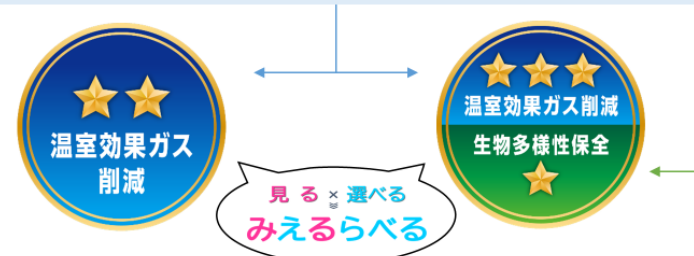 温室効果ガス
削減
温室効果ガス削減
生物多様性保全
見る×選べる
みえるらべる